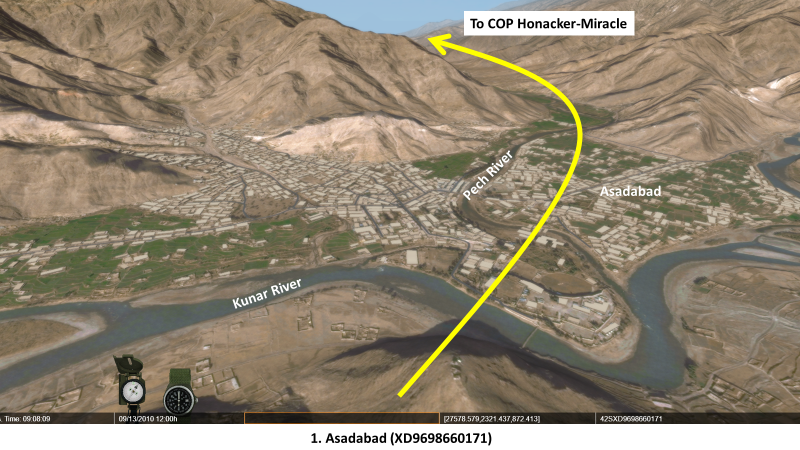 To COP Honacker-Miracle
Pech River
Asadabad
Kunar River
Time: 09:08:09
09/13/2010 12:00h
[27578.579,2321.437,872.413]
42SXD9698660171
1. Asadabad (XD9698660171)